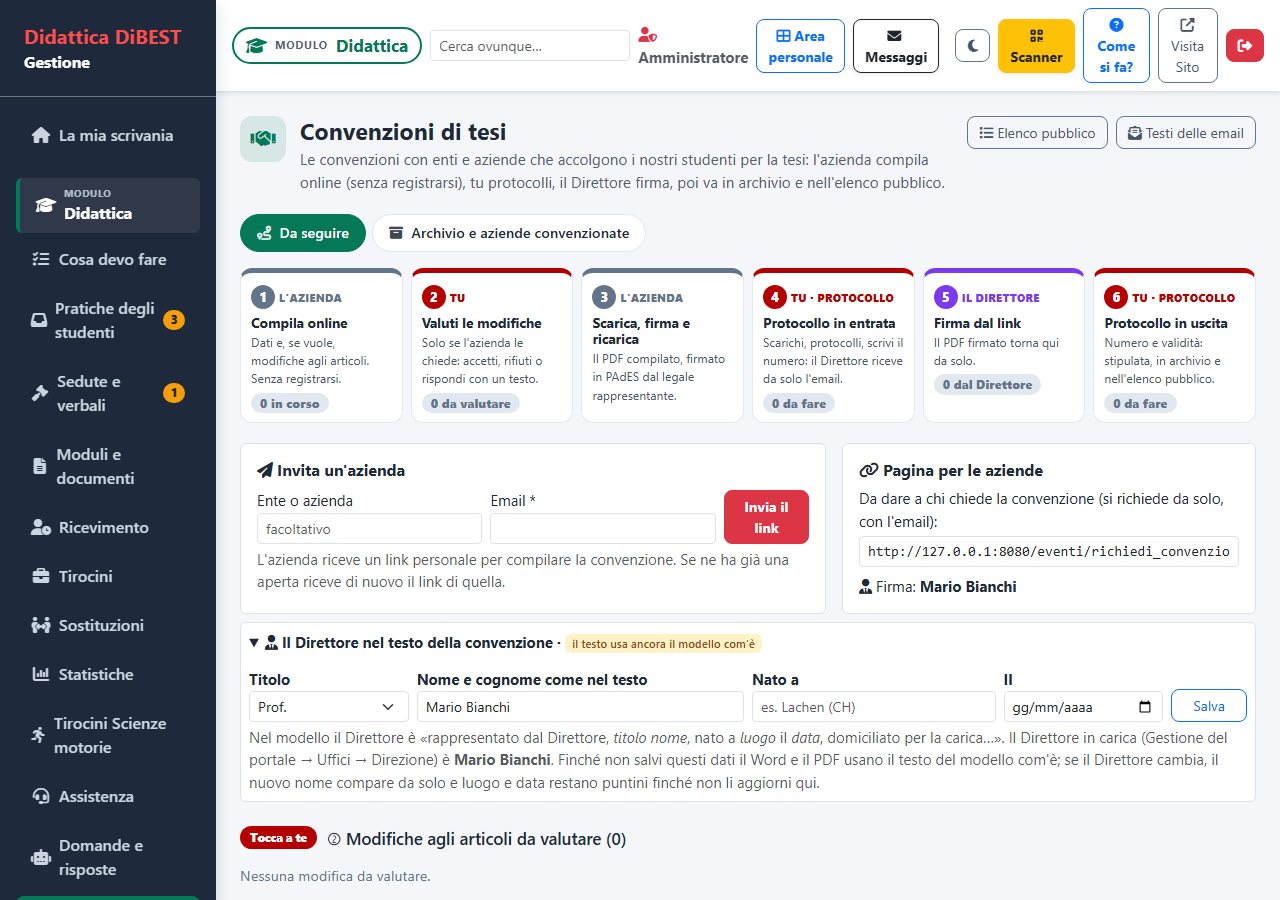 Didattica DiBEST
Gestione
MODULO Didattica
Cerca ovunque...
Amministratore
Area personale
Messaggi
Scanner
Come si fa?
Visita Sito
La mia scrivania
MODULO
Didattica
Cosa devo fare
Pratiche degli studenti
3
Sedute e verbali
1
Moduli e documenti
Ricevimento
Tirocini
Sostituzioni
Statistiche
Tirocini Scienze motorie
Assistenza
Domande e risposte
Convenzioni di tesi
Le convenzioni con enti e aziende che accolgono i nostri studenti per la tesi: l'azienda compila
online (senza registrarsi), tu protocolli, il Direttore firma, poi va in archivio e nell'elenco pubblico.
Elenco pubblico
Testi delle email
Da seguire
Archivio e aziende convenzionate
1 L'AZIENDA
Compila online
Dati e, se vuole,
modifiche agli articoli.
Senza registrarsi.
0 in corso
2 TU
Valuti le modifiche
Solo se l'azienda le
chiede: accetti, rifiuti o
rispondi con un testo.
0 da valutare
3 L'AZIENDA
Scarica, firma e
ricarica
Il PDF compilato, firmato
in PAdES dal legale
rappresentante.
4 TU · PROTOCOLLO
Protocollo in entrata
Scarichi, protocolli, scrivi il
numero: il Direttore riceve
da solo l'email.
0 da fare
5 IL DIRETTORE
Firma dal link
Il PDF firmato torna qui
da solo.
0 dal Direttore
6 TU · PROTOCOLLO
Protocollo in uscita
Numero e validità:
stipulata, in archivio e
nell'elenco pubblico.
0 da fare
Invita un'azienda
Ente o azienda
facoltativo
Email *
Invia il link
L'azienda riceve un link personale per compilare la convenzione. Se ne ha già una
aperta riceve di nuovo il link di quella.
Pagina per le aziende
Da dare a chi chiede la convenzione (si richiede da solo,
con l'email):
http://127.0.0.1:8080/eventi/richiedi_convenzio
Firma: Mario Bianchi
▼ Il Direttore nel testo della convenzione · il testo usa ancora il modello com'è
Titolo
Prof.
Nome e cognome come nel testo
Mario Bianchi
Nato a
es. Lachen (CH)
Il
gg/mm/aaaa
Salva
Nel modello il Direttore è «rappresentato dal Direttore, titolo nome, nato a luogo il data, domiciliato per la carica...». Il Direttore in carica (Gestione del
portale → Uffici → Direzione) è Mario Bianchi. Finché non salvi questi dati il Word e il PDF usano il testo del modello com'è; se il Direttore cambia, il
nuovo nome compare da solo e luogo e data restano puntini finché non li aggiorni qui.
Tocca a te ② Modifiche agli articoli da valutare (0)
Nessuna modifica da valutare.